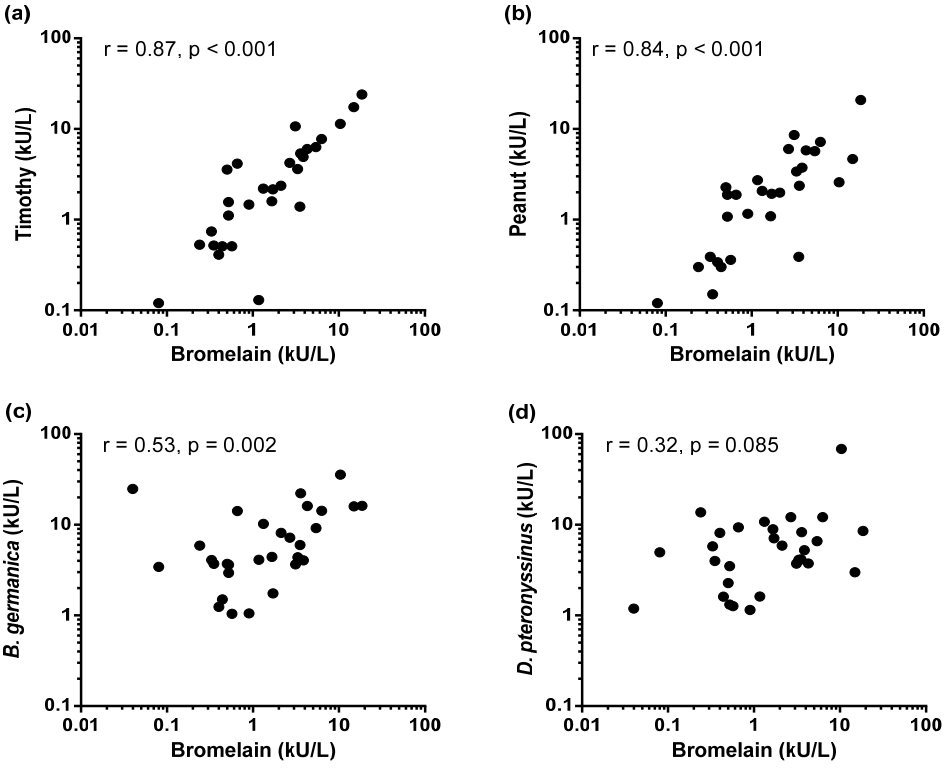 (a)
r = 0.87, p < 0.001
Timothy (kU/L)
100
10
1
0.1
0.01 0.1 1 10 100
Bromelain (kU/L)
(b)
r = 0.84, p < 0.001
Peanut (kU/L)
100
10
1
0.1
0.01 0.1 1 10 100
Bromelain (kU/L)
(c)
r = 0.53, p = 0.002
B. germanica (kU/L)
100
10
1
0.1
0.01 0.1 1 10 100
Bromelain (kU/L)
(d)
r = 0.32, p = 0.085
D. pteronyssinus (kU/L)
100
10
1
0.1
0.01 0.1 1 10 100
Bromelain (kU/L)